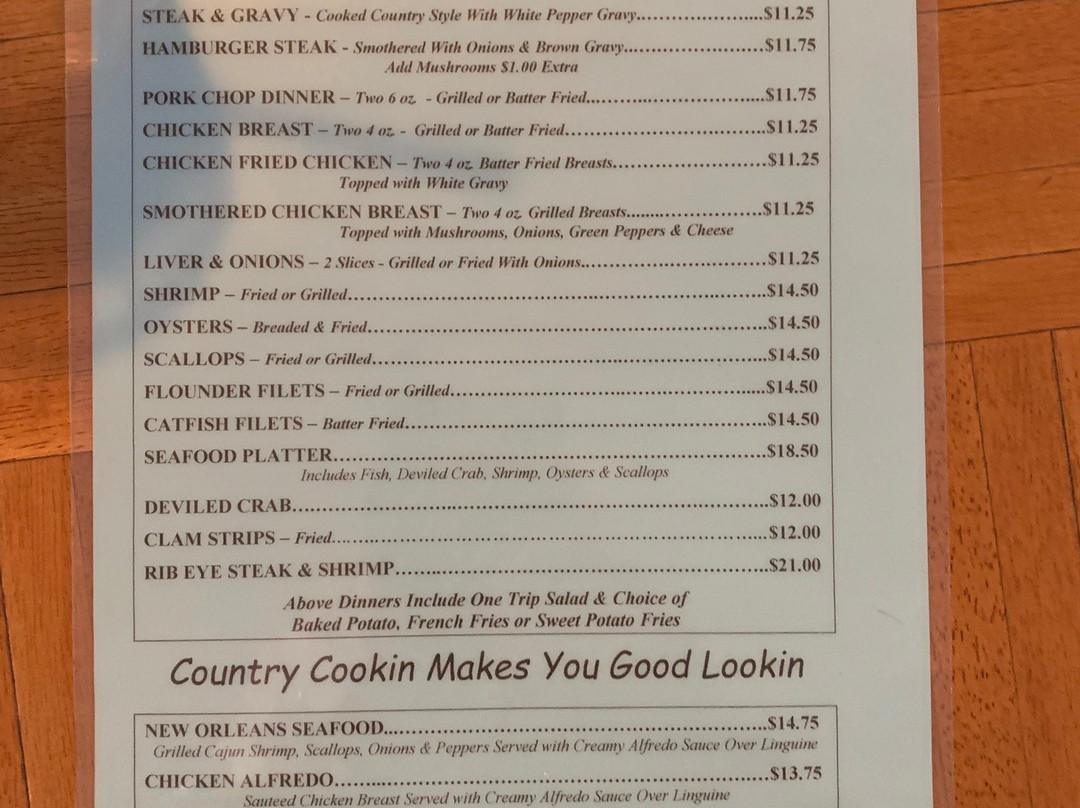 STEAK & GRAVY - Cooked Country Style With White Pepper Gravy........................$11.25
HAMBURGER STEAK - Smothered With Onions & Brown Gravy..........................$11.75
Add Mushrooms $1.00 Extra
PORK CHOP DINNER – Two 6 oz. - Grilled or Batter Fried.................................$11.75
CHICKEN BREAST – Two 4 oz. - Grilled or Batter Fried.....................................$11.25
CHICKEN FRIED CHICKEN – Two 4 oz. Batter Fried Breasts............................$11.25
Topped with White Gravy
SMOTHERED CHICKEN BREAST – Two 4 oz. Grilled Breasts.........................$11.25
Topped with Mushrooms, Onions, Green Peppers & Cheese
LIVER & ONIONS – 2 Slices - Grilled or Fried With Onions..................................$11.25
SHRIMP – Fried or Grilled............................................................................$14.50
OYSTERS – Breaded & Fried.........................................................................$14.50
SCALLOPS – Fried or Grilled........................................................................$14.50
FLOUNDER FILETS – Fried or Grilled..........................................................$14.50
CATFISH FILETS – Batter Fried...................................................................$14.50
SEAFOOD PLATTER..............................................................................$18.50
Includes Fish, Deviled Crab, Shrimp, Oysters & Scallops
DEVILED CRAB.....................................................................................$12.00
CLAM STRIPS – Fried...............................................................................$12.00
RIB EYE STEAK & SHRIMP.....................................................................$21.00
Above Dinners Include One Trip Salad & Choice of
Baked Potato, French Fries or Sweet Potato Fries
Country Cookin Makes You Good Lookin
NEW ORLEANS SEAFOOD......................................................................$14.75
Grilled Cajun Shrimp, Scallops, Onions & Peppers Served with Creamy Alfredo Sauce Over Linguine
CHICKEN ALFREDO...............................................................................$13.75
Sauteed Chicken Breast Served with Creamy Alfredo Sauce Over Linguine